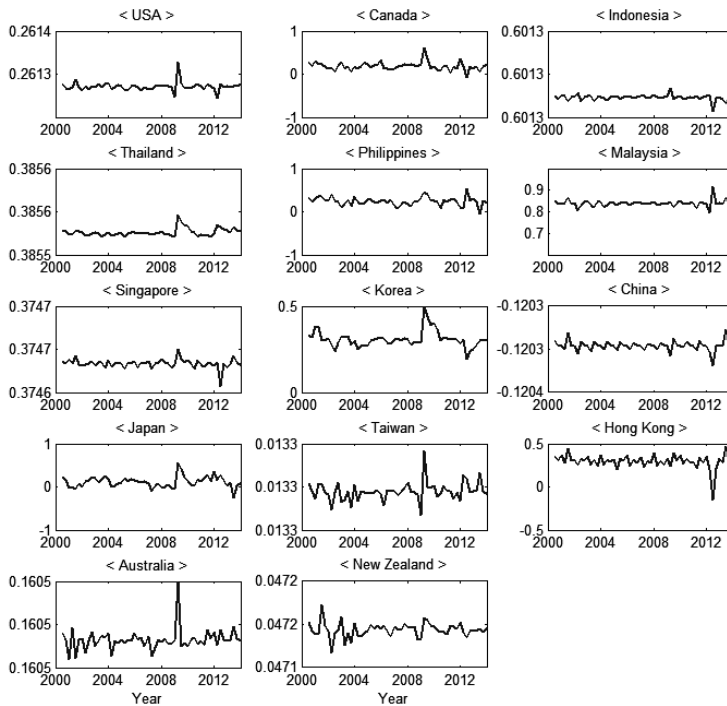 < USA >
< Canada >
< Indonesia >
0.2614
0.2613
2000 2004 2008 2012
1
0
-1
2000 2004 2008 2012
0.6013
0.6013
0.6013
2000 2004 2008 2012
< Thailand >
< Philippines >
< Malaysia >
0.3856
0.3856
0.3855
2000 2004 2008 2012
1
0
-1
2000 2004 2008 2012
0.9
0.8
0.7
2000 2004 2008 2012
< Singapore >
< Korea >
< China >
0.3747
0.3747
0.3746
2000 2004 2008 2012
0.5
0
2000 2004 2008 2012
-0.1203
-0.1203
-0.1204
2000 2004 2008 2012
< Japan >
< Taiwan >
< Hong Kong >
1
0
-1
2000 2004 2008 2012
0.0133
0.0133
0.0133
2000 2004 2008 2012
0.5
0
-0.5
2000 2004 2008 2012
< Australia >
< New Zealand >
0.1605
0.1605
0.1605
2000 2004 2008 2012
Year
0.0472
0.0472
0.0471
2000 2004 2008 2012
Year